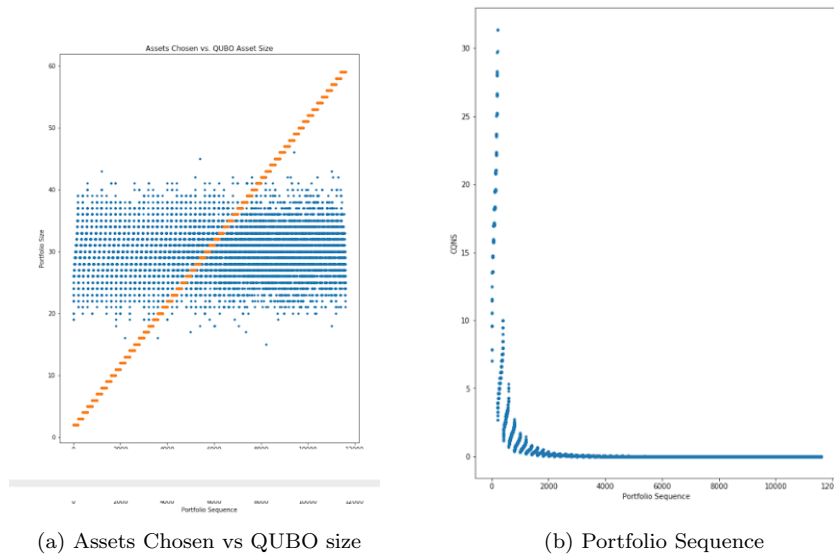 Assets Chosen vs. QUBO Asset Size
60
50
40
30
20
10
0
Portfolio Size
0 2000 4000 6000 8000 10000 12000
0 2000 4000 6000 8000 10000 12000
Portfolio Sequence
(a) Assets Chosen vs QUBO size
30
25
20
15
10
5
0
CQNS
0 2000 4000 6000 8000 10000 12000
Portfolio Sequence
(b) Portfolio Sequence